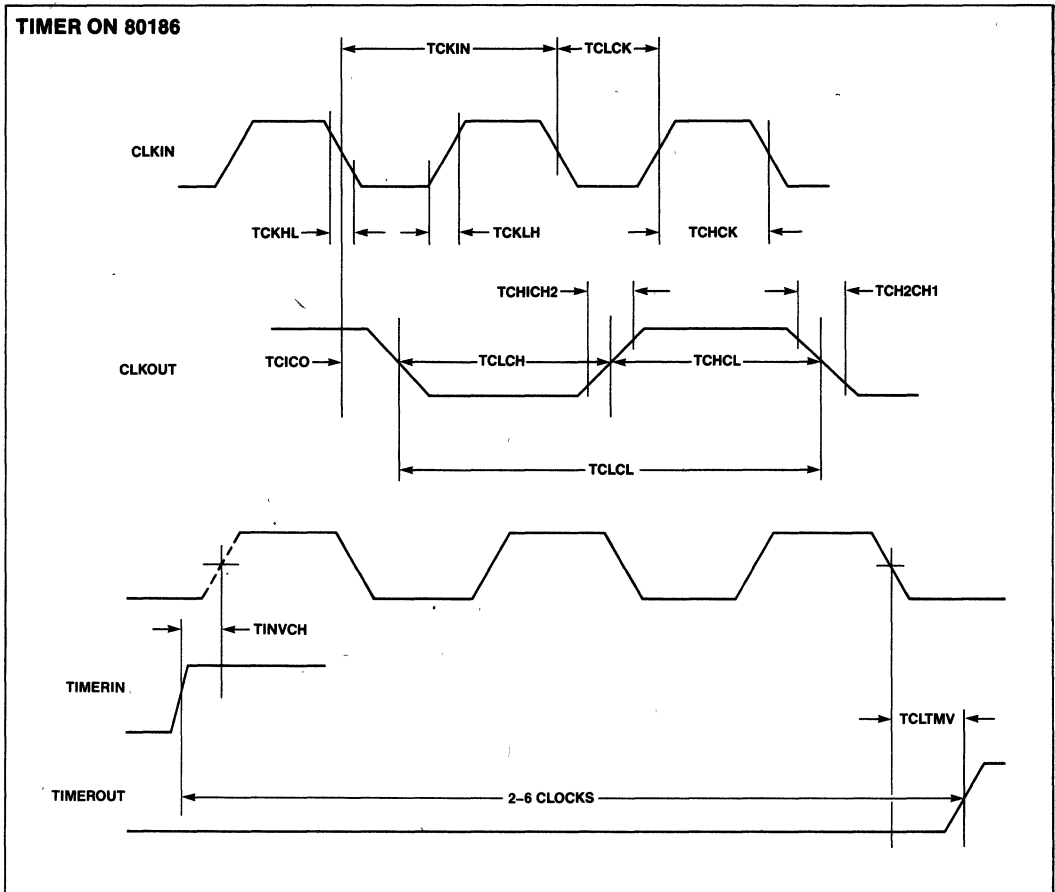 TIMER ON 80186
TCKIN
TCLCK
CLKIN
TCKHL
TCKLH
TCHCK
TCHICH2
TCH2CH1
CLKOUT
TCICO
TCLCH
TCHCL
TCLCL
TINVCH
TIMERIN
TCLTMV
TIMEROUT
2–6 CLOCKS